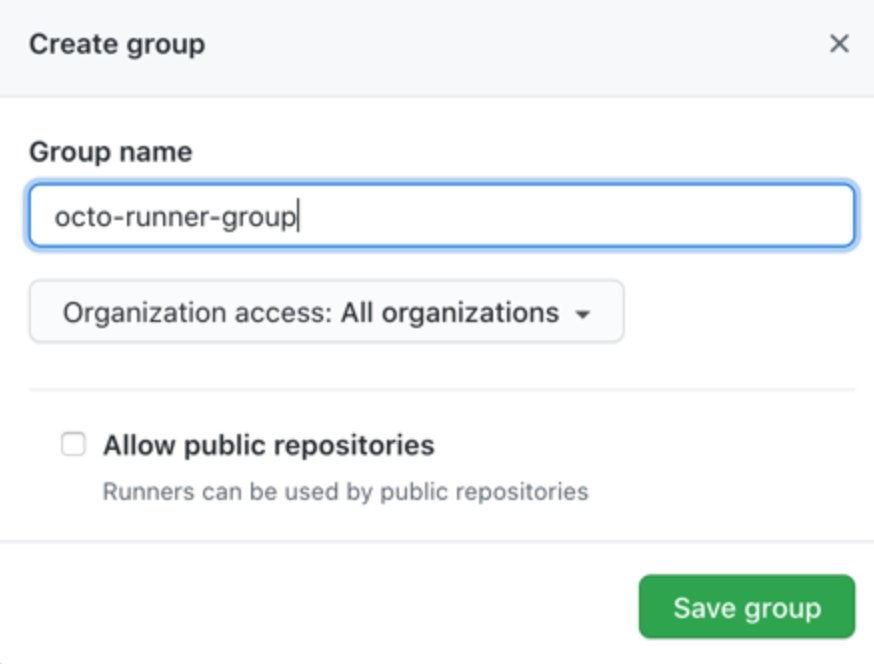 Create group
Group name
octo-runner-group
Organization access: All organizations
Allow public repositories
Runners can be used by public repositories
Save group